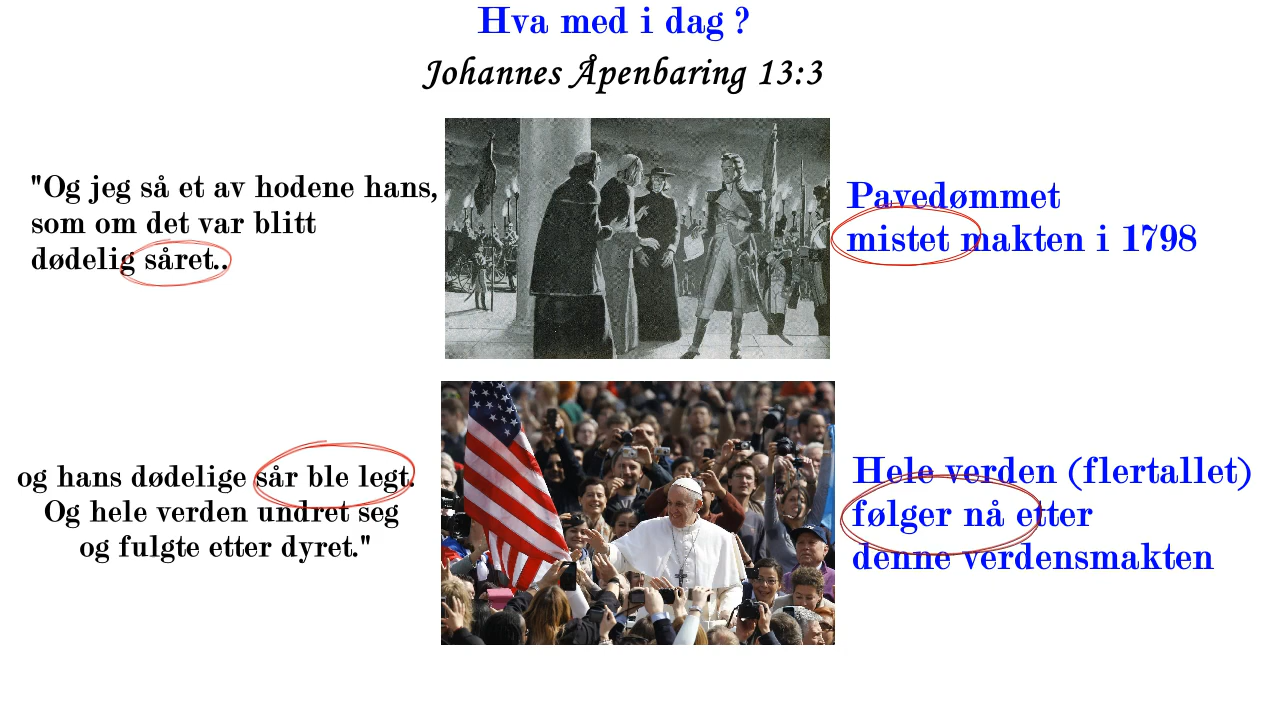 Hva med i dag ?
Johannes Åpenbaring 13:3
"Og jeg så et av hodene hans,
som om det var blitt
dødelig såret..
Pavedømmet
mistet makten i 1798
og hans dødelige sår ble legt.
Og hele verden undret seg
og fulgte etter dyret."
Hele verden (flertallet)
følger nå etter
denne verdensmakten